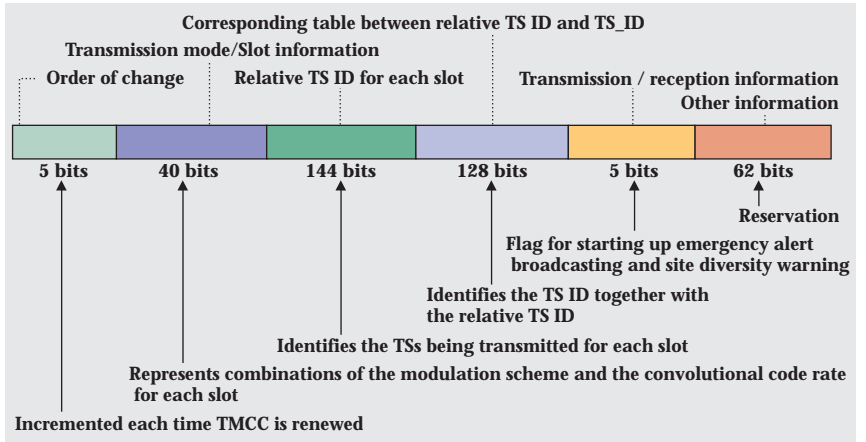 Corresponding table between relative TS ID and TS_ID
Transmission mode/Slot information
Order of change
Relative TS ID for each slot
Transmission / reception information
Other information
5 bits
40 bits
144 bits
128 bits
5 bits
62 bits
Reservation
Flag for starting up emergency alert
broadcasting and site diversity warning
Identifies the TS ID together with
the relative TS ID
Identifies the TSs being transmitted for each slot
Represents combinations of the modulation scheme and the convolutional code rate
for each slot
Incremented each time TMCC is renewed